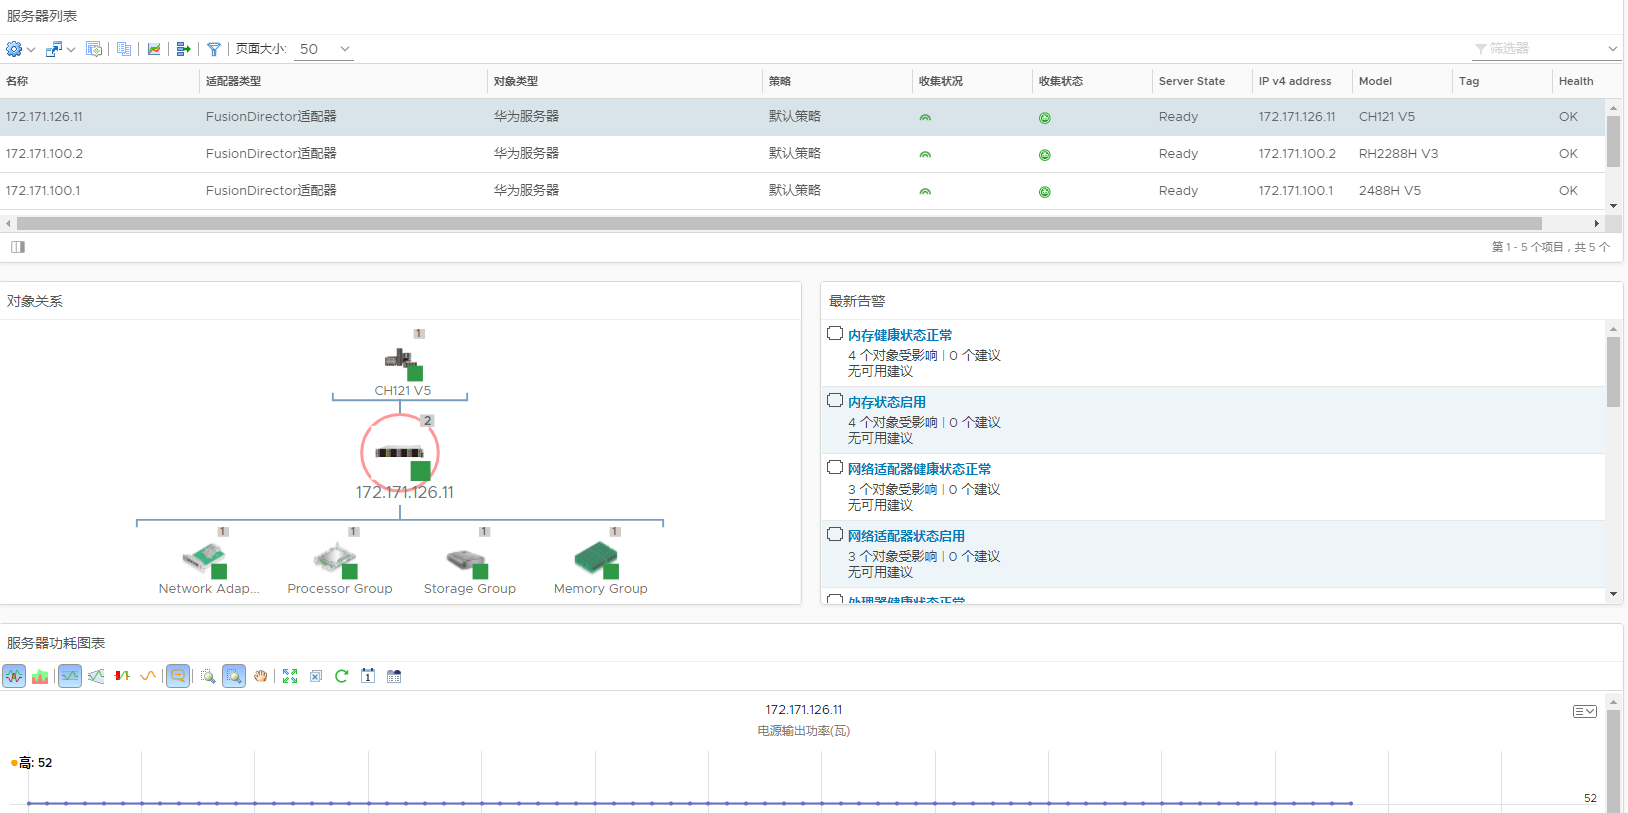 服务器列表
页面大小: 50
筛选器
名称 适配器类型 对象类型 策略 收集状况 收集状态 Server State IP v4 address Model Tag Health
172.171.126.11 FusionDirector适配器 华为服务器 默认策略 Ready 172.171.126.11 CH121 V5 OK
172.171.100.2 FusionDirector适配器 华为服务器 默认策略 Ready 172.171.100.2 RH2288H V3 OK
172.171.100.1 FusionDirector适配器 华为服务器 默认策略 Ready 172.171.100.1 2488H V5 OK
第 1 - 5 个项目，共 5 个
对象关系
1
CH121 V5
2
172.171.126.11
1 1 1 1
Network Adap... Processor Group Storage Group Memory Group
最新告警
内存健康状态正常
4 个对象受影响 | 0 个建议
无可用建议
内存状态启用
4 个对象受影响 | 0 个建议
无可用建议
网络适配器健康状态正常
3 个对象受影响 | 0 个建议
无可用建议
网络适配器状态启用
3 个对象受影响 | 0 个建议
无可用建议
处理器健康状态正常
服务器功耗图表
1
172.171.126.11
电源输出功率(瓦)
高: 52
52